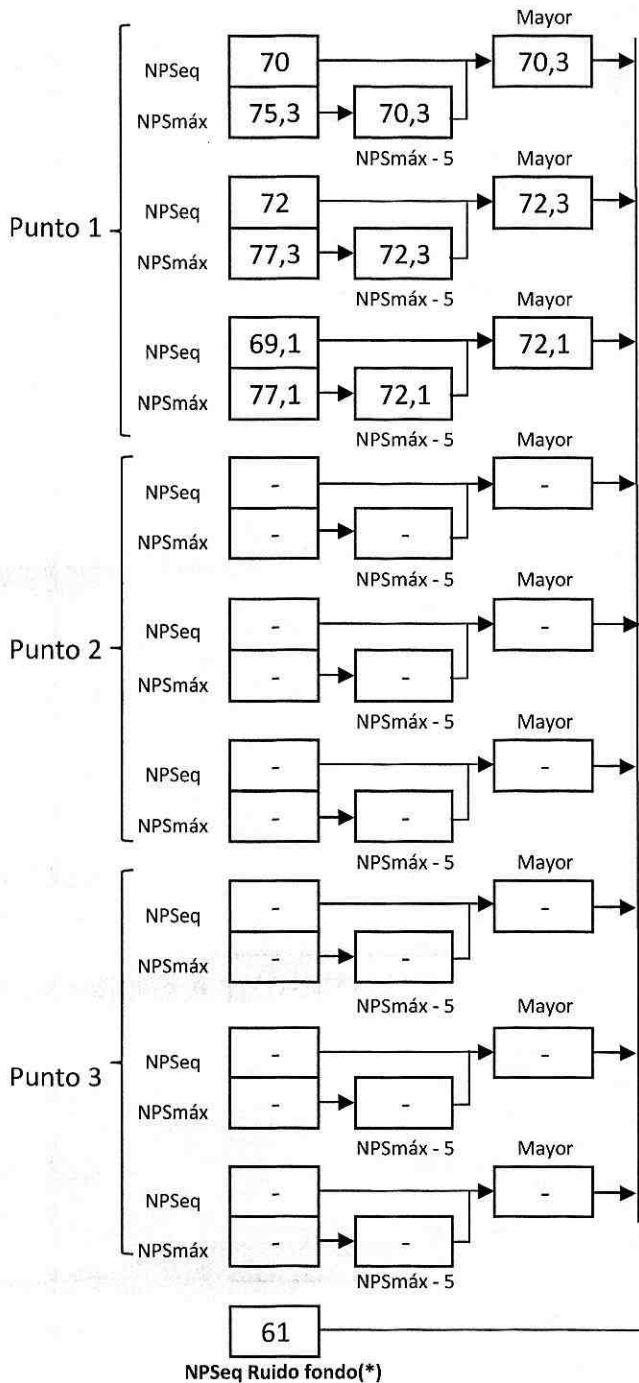 Mayor
NPSeq 70 70,3
NPSmáx 75,3 70,3
NPSmáx - 5
Mayor
NPSeq 72 72,3
Punto 1
NPSmáx 77,3 72,3
NPSmáx - 5
Mayor
NPSeq 69,1 72,1
NPSmáx 77,1 72,1
NPSmáx - 5
Mayor
NPSeq - -
NPSmáx - -
NPSmáx - 5
Mayor
NPSeq - -
Punto 2
NPSmáx - -
NPSmáx - 5
Mayor
NPSeq - -
NPSmáx - -
NPSmáx - 5
Mayor
NPSeq - -
NPSmáx - -
NPSmáx - 5
Mayor
NPSeq - -
Punto 3
NPSmáx - -
NPSmáx - 5
Mayor
NPSeq - -
NPSmáx - -
NPSmáx - 5
61
NPSeq Ruido fondo(*)